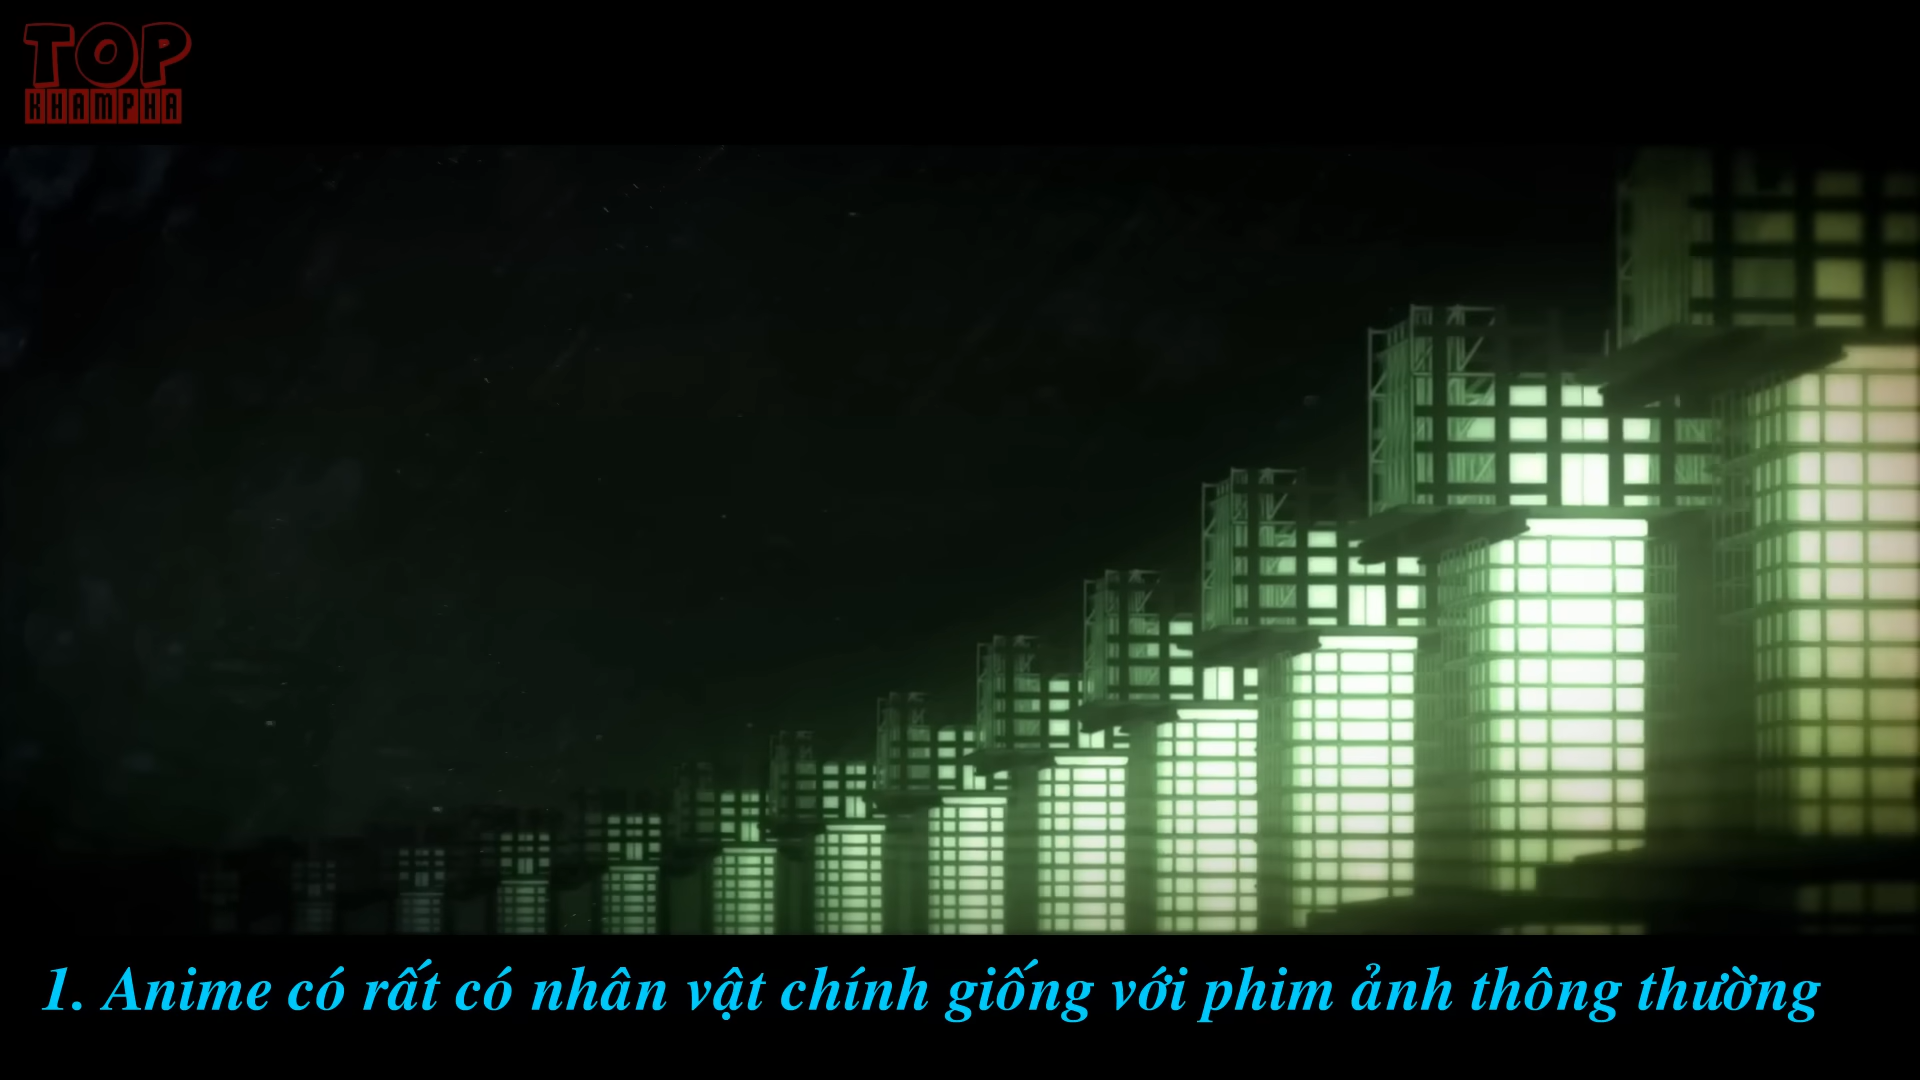 TOP
KHAMPHA
1. Anime có rất có nhân vật chính giống với phim ảnh thông thường